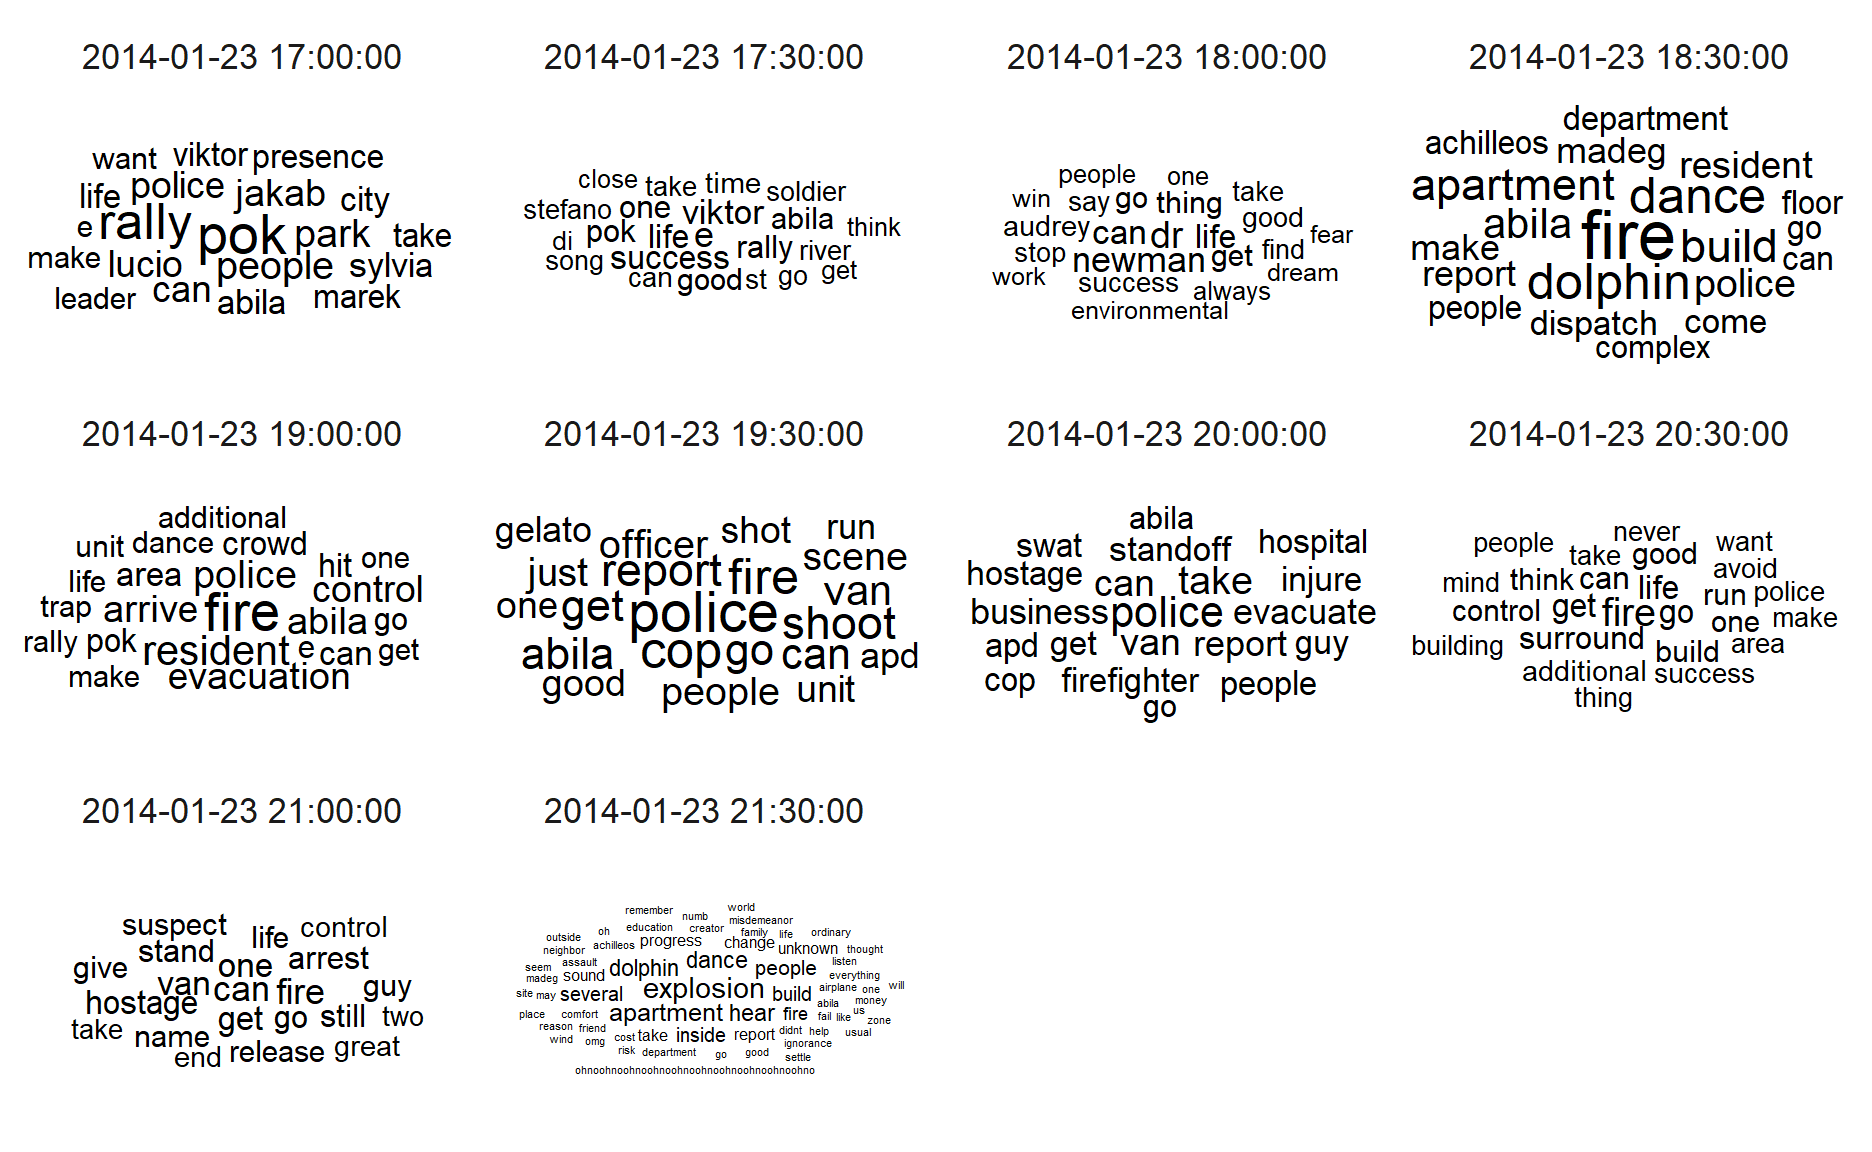 2014-01-23 17:00:00
2014-01-23 17:30:00
2014-01-23 18:00:00
2014-01-23 18:30:00
want viktor presence
life police jakab city
e rally pok park take
make lucio people sylvia
leader can abila marek
close take time soldier
stefano one viktor abila think
di pok life e rally river
song success
can good st go get
people one
win say go thing take
audrey can dr life good fear
stop newman get find
work success always dream
environmental
department
achilleos madeg resident
apartment dance floor
abila fire build go
make dolphin police can
report
people dispatch come
complex
2014-01-23 19:00:00
2014-01-23 19:30:00
2014-01-23 20:00:00
2014-01-23 20:30:00
additional
unit dance crowd hit one
life area police control
trap arrive fire abila go
rally pok resident e can get
make evacuation
gelato officer shot run
just report fire scene
one get police van
abila cop go shoot
can apd
good people unit
abila
swat standoff hospital
hostage can take injure
business police evacuate
apd get van report guy
cop firefighter people
go
never
people take good want
mind think can life avoid
control get fire go run police
building surround one make
build area
additional success
thing
2014-01-23 21:00:00
2014-01-23 21:30:00
suspect life control
stand one arrest
give van can fire guy
hostage get go still two
take name
end release great
remember numb world
misdemeanor
outside oh education creator family life ordinary
neighbor achilleos progress change unknown thought
seem assault dolphin dance people listen
madeg sound everything
site may several explosion build airplane one will
place comfort apartment hear fire abila money
fail like us
reason friend zone
wind omg cost take inside report didnt help usual
risk department go good ignorance
settle
ohnoohnoohnoohnoohnoohnoohnoohnoohnoohno